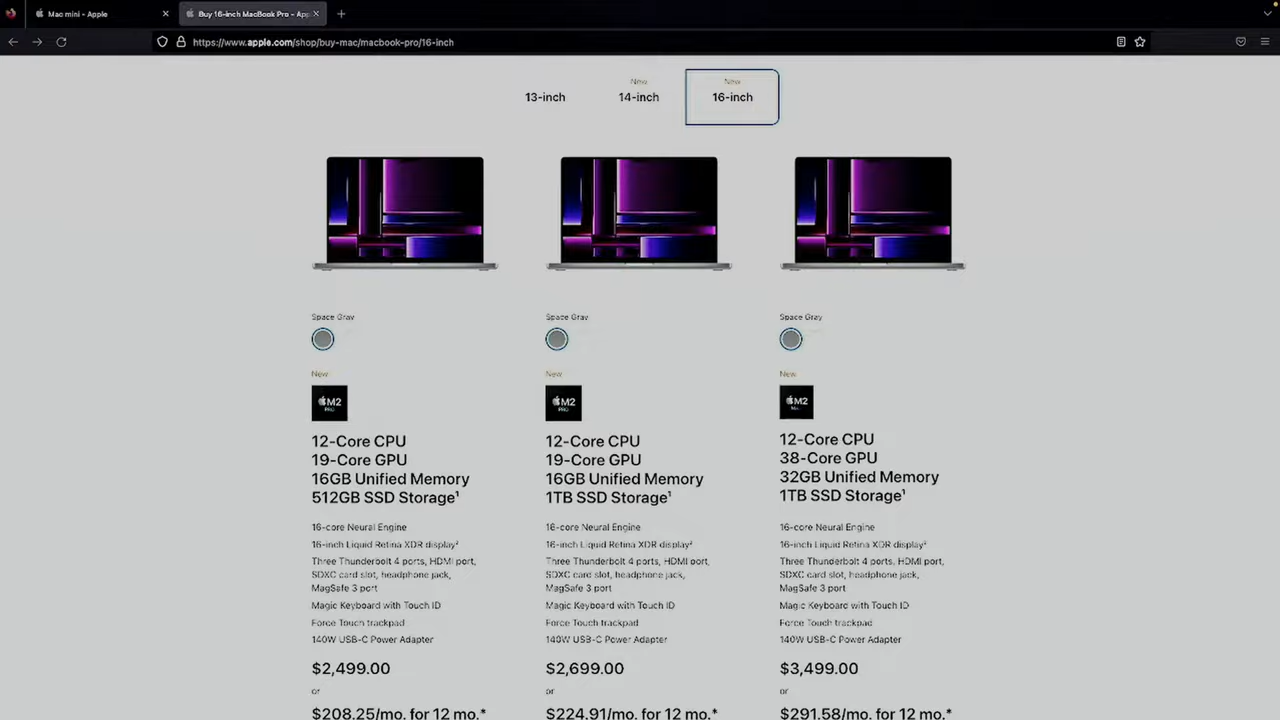 Mac mini - Apple
Buy 16-inch MacBook Pro - App
https://www.apple.com/shop/buy-mac/macbook-pro/16-inch
13-inch
New
14-inch
New
16-inch
Space Gray
New
M2
PRO
12-Core CPU
19-Core GPU
16GB Unified Memory
512GB SSD Storage¹
16-core Neural Engine
16-inch Liquid Retina XDR display²
Three Thunderbolt 4 ports, HDMI port,
SDXC card slot, headphone jack,
MagSafe 3 port
Magic Keyboard with Touch ID
Force Touch trackpad
140W USB-C Power Adapter
$2,499.00
or
$208.25/mo. for 12 mo.*
Space Gray
New
M2
PRO
12-Core CPU
19-Core GPU
16GB Unified Memory
1TB SSD Storage¹
16-core Neural Engine
16-inch Liquid Retina XDR display²
Three Thunderbolt 4 ports, HDMI port,
SDXC card slot, headphone jack,
MagSafe 3 port
Magic Keyboard with Touch ID
Force Touch trackpad
140W USB-C Power Adapter
$2,699.00
or
$224.91/mo. for 12 mo.*
Space Gray
New
M2
MAX
12-Core CPU
38-Core GPU
32GB Unified Memory
1TB SSD Storage¹
16-core Neural Engine
16-inch Liquid Retina XDR display²
Three Thunderbolt 4 ports, HDMI port,
SDXC card slot, headphone jack,
MagSafe 3 port
Magic Keyboard with Touch ID
Force Touch trackpad
140W USB-C Power Adapter
$3,499.00
or
$291.58/mo. for 12 mo.*